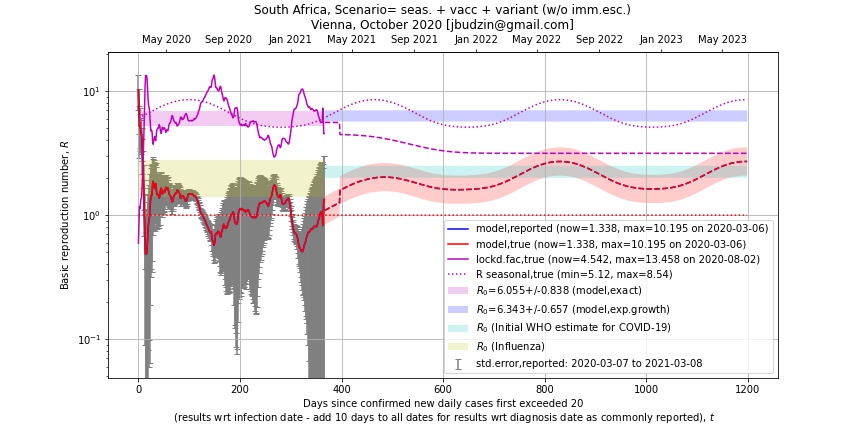 South Africa, Scenario= seas. + vacc + variant (w/o imm.esc.)
Vienna, October 2020 [jbudzin@gmail.com]
May 2020 Sep 2020 Jan 2021 May 2021 Sep 2021 Jan 2022 May 2022 Sep 2022 Jan 2023 May 2023
Basic reproduction number, R
10¹
10⁰
10⁻¹
model,reported (now=1.338, max=10.195 on 2020-03-06)
model,true (now=1.338, max=10.195 on 2020-03-06)
lockd.fac,true (now=4.542, max=13.458 on 2020-08-02)
R seasonal,true (min=5.12, max=8.54)
R₀=6.055+/-0.838 (model,exact)
R₀=6.343+/-0.657 (model,exp.growth)
R₀ (Initial WHO estimate for COVID-19)
R₀ (Influenza)
std.error,reported: 2020-03-07 to 2021-03-08
0 200 400 600 800 1000 1200
Days since confirmed new daily cases first exceeded 20
(results wrt infection date - add 10 days to all dates for results wrt diagnosis date as commonly reported), t